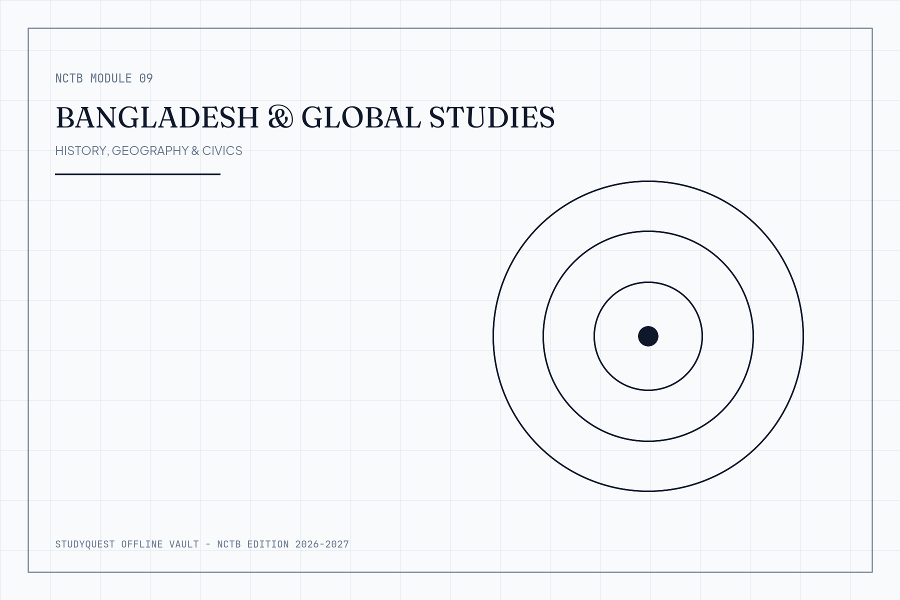 NCTB MODULE 09
BANGLADESH & GLOBAL STUDIES
HISTORY, GEOGRAPHY & CIVICS
STUDYQUEST OFFLINE VAULT - NCTB EDITION 2026-2027